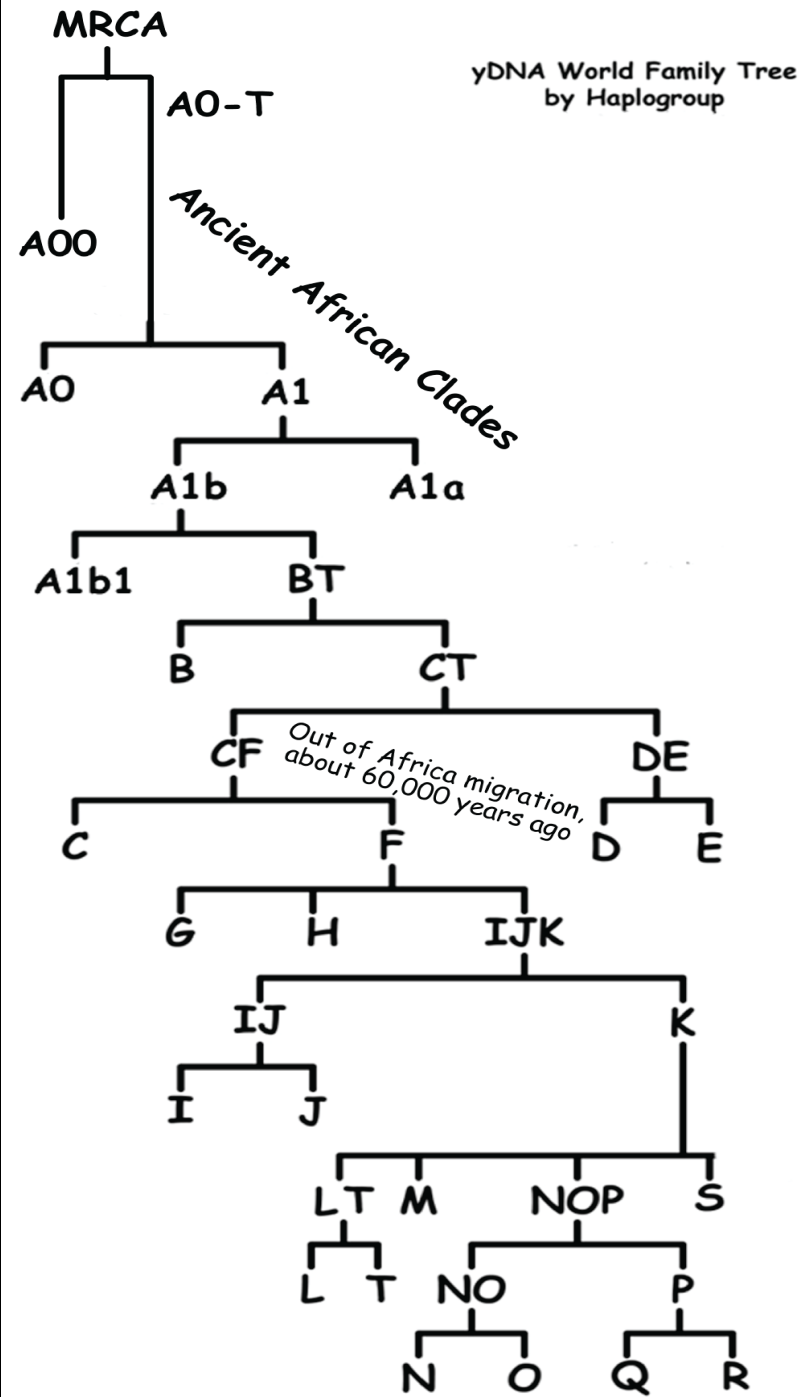 MRCA
yDNA World Family Tree
by Haplogroup
A0-T
Ancient African Clades
A00
A0
A1
A1b
A1a
A1b1
BT
B
CT
CF
Out of Africa migration,
about 60,000 years ago
DE
C
F
D
E
G
H
IJK
IJ
K
I
J
LT
M
NOP
S
L
T
NO
P
N
O
Q
R